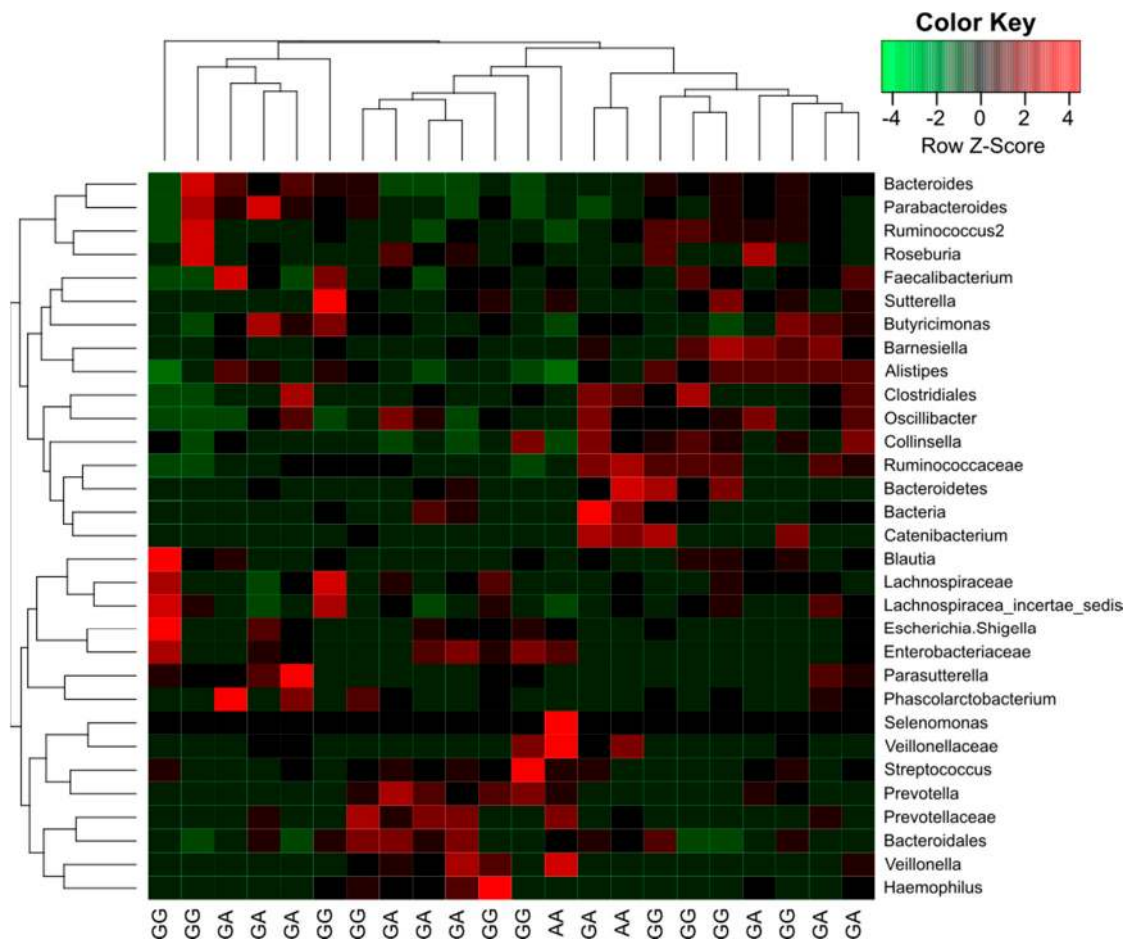 Color Key
-4 -2 0 2 4
Row Z-Score
Bacteroides
Parabacteroides
Ruminococcus2
Roseburia
Faecalibacterium
Sutterella
Butyricimonas
Barnesiella
Alistipes
Clostridiales
Oscillibacter
Collinsella
Ruminococcaceae
Bacteroidetes
Bacteria
Catenibacterium
Blautia
Lachnospiraceae
Lachnospiracea_incertae_sedis
Escherichia.Shigella
Enterobacteriaceae
Parasutterella
Phascolarctobacterium
Selenomonas
Veillonellaceae
Streptococcus
Prevotella
Prevotellaceae
Bacteroidales
Veillonella
Haemophilus
GG GG GA GA GA GG GG GA GA GA GG GG AA GA AA GG GG GG GA GG GA GA